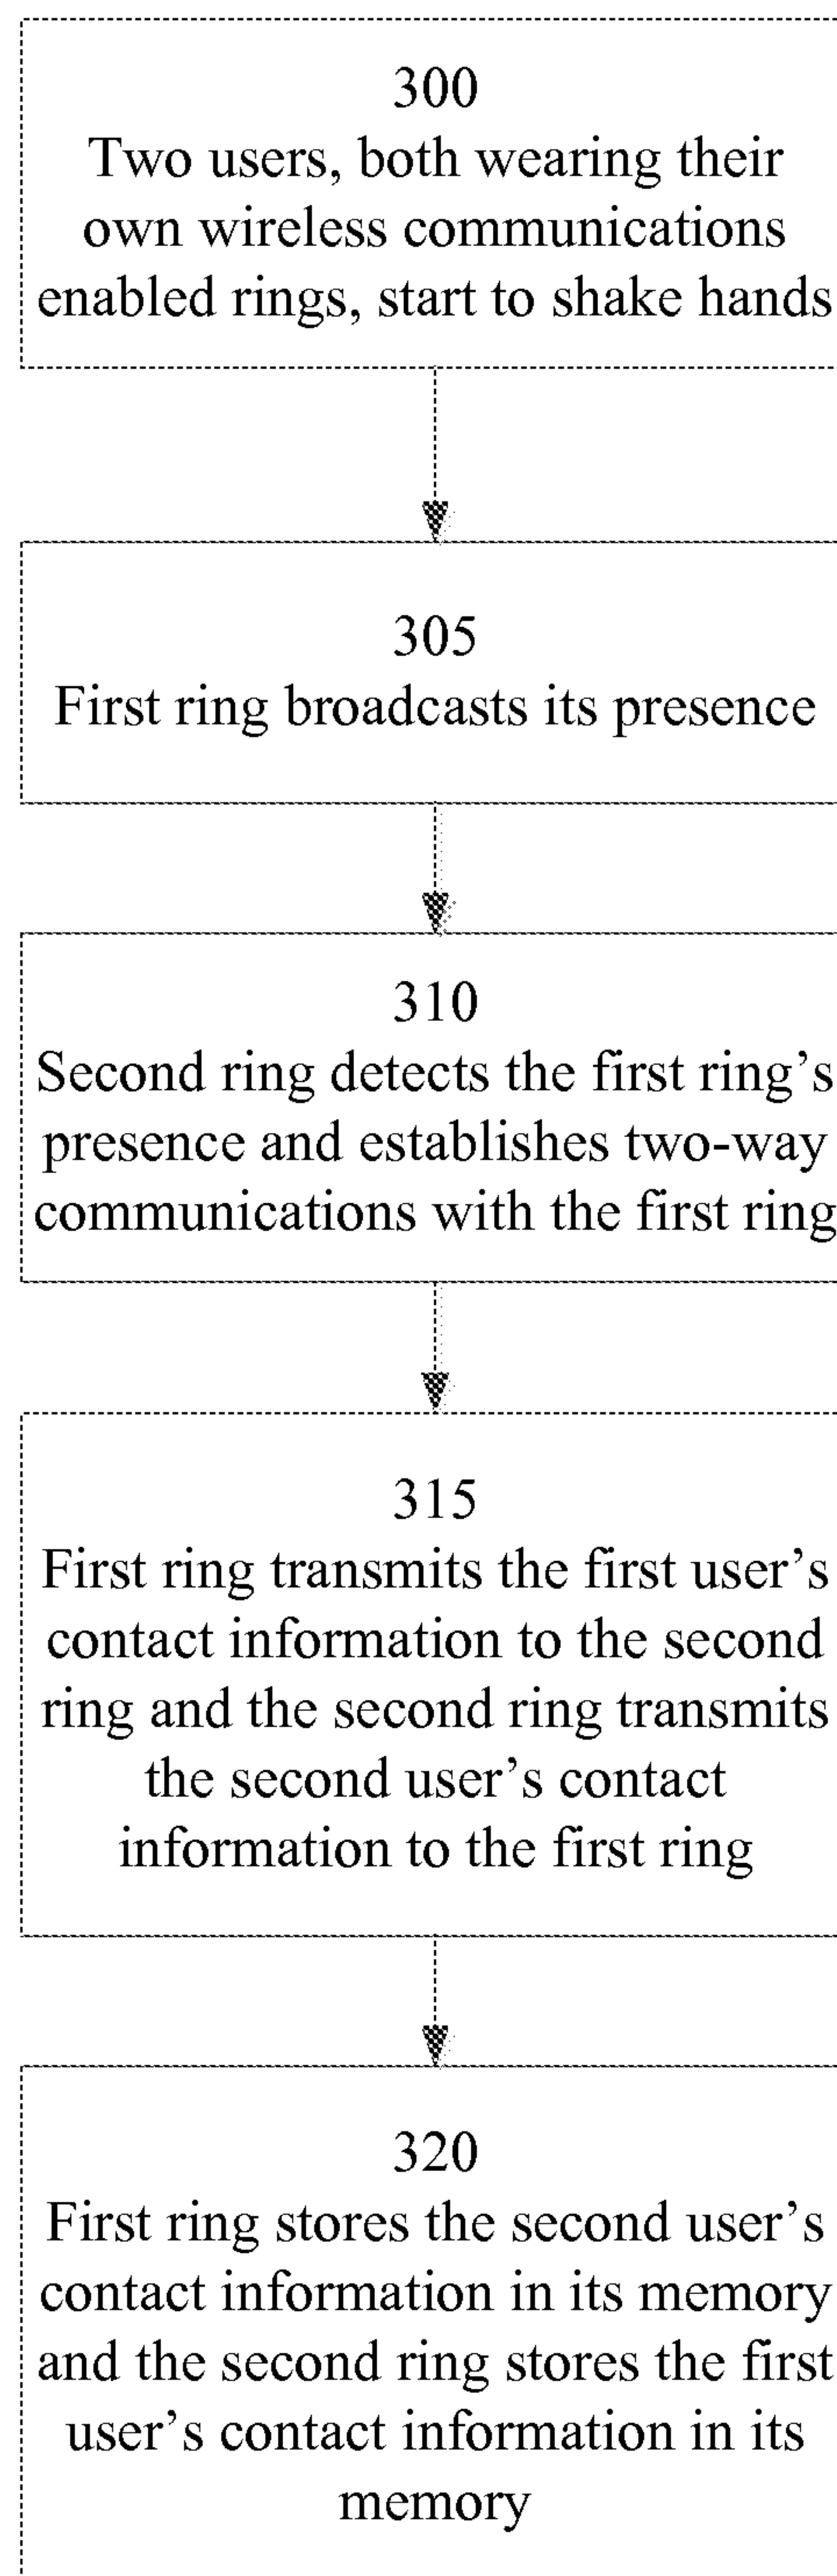 300
Two users, both wearing their
own wireless communications
enabled rings, start to shake hands
305
First ring broadcasts its presence
310
Second ring detects the first ring’s
presence and establishes two-way
communications with the first ring
315
First ring transmits the first user’s
contact information to the second
ring and the second ring transmits
the second user’s contact
information to the first ring
320
First ring stores the second user’s
contact information in its memory
and the second ring stores the first
user’s contact information in its
memory